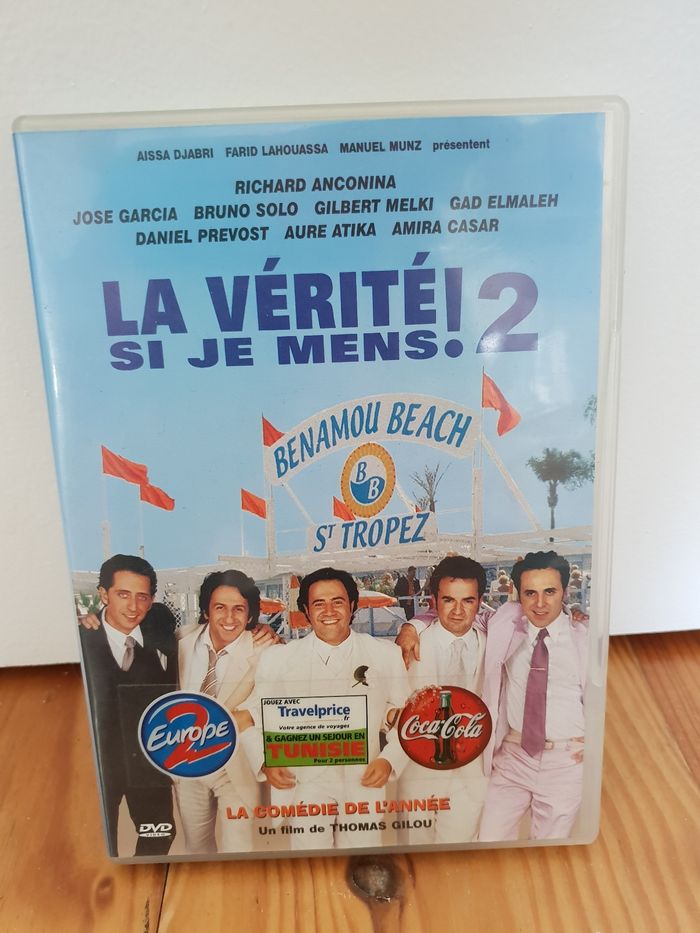 AISSA DJABRI FARID LAHOUASSA MANUEL MUNZ présentent
RICHARD ANCONINA
JOSE GARCIA BRUNO SOLO GILBERT MELKI GAD ELMALEH
DANIEL PREVOST AURE ATIKA AMIRA CASAR
LA VÉRITÉ! 2
SI JE MENS!
BENAMOU BEACH
B B
ST TROPEZ
Europe 2
JOUEZ AVEC
Travelprice
.fr
Votre agence de voyages
& GAGNEZ UN SEJOUR EN
TUNISIE
Pour 2 personnes
Coca-Cola
LA COMÉDIE DE L'ANNÉE
Un film de THOMAS GILOU
DVD
VIDEO